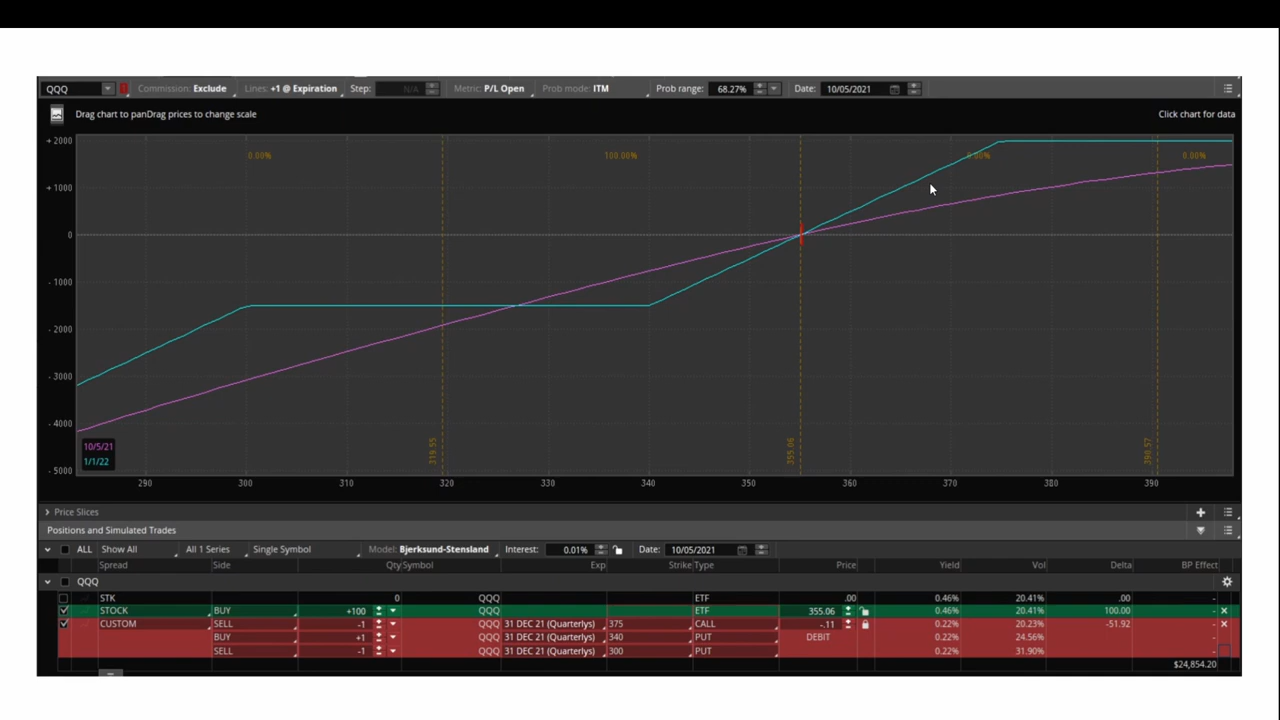 QQQ Commission: Exclude Lines: +1 @ Expiration Step: N/A Metric: P/L Open Prob mode: ITM Prob range: 68.27% Date: 10/05/2021
Drag chart to panDrag prices to change scale Click chart for data
+ 2000
0.00% 100.00% 0.00% 0.00%
+ 1000
0
- 1000
- 2000
- 3000
- 4000
10/5/21
1/1/22
319.55 355.06 390.57
- 5000
290 300 310 320 330 340 350 360 370 380 390
> Price Slices
Positions and Simulated Trades
ALL Show All All 1 Series Single Symbol Model: Bjerksund-Stensland Interest: 0.01% Date: 10/05/2021
Spread Side Qty Symbol Exp Strike Type Price Yield Vol Delta BP Effect
QQQ
STK 0 QQQ ETF .00 0.46% 20.41% .00 -
STOCK BUY +100 QQQ ETF 355.06 0.46% 20.41% 100.00 -
CUSTOM SELL -1 QQQ 31 DEC 21 (Quarterlys) 375 CALL -.11 0.22% 20.23% -51.92 -
BUY +1 QQQ 31 DEC 21 (Quarterlys) 340 PUT DEBIT 0.22% 24.56% -
SELL -1 QQQ 31 DEC 21 (Quarterlys) 300 PUT 0.22% 31.90% -
$24,854.20